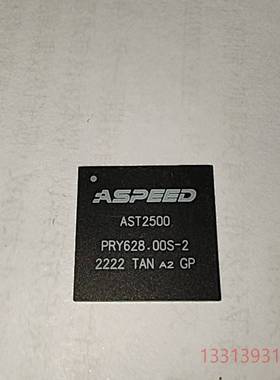 ASPEED
AST2500
PRY628.00S-2
2222 TAN A2 GP
13313931